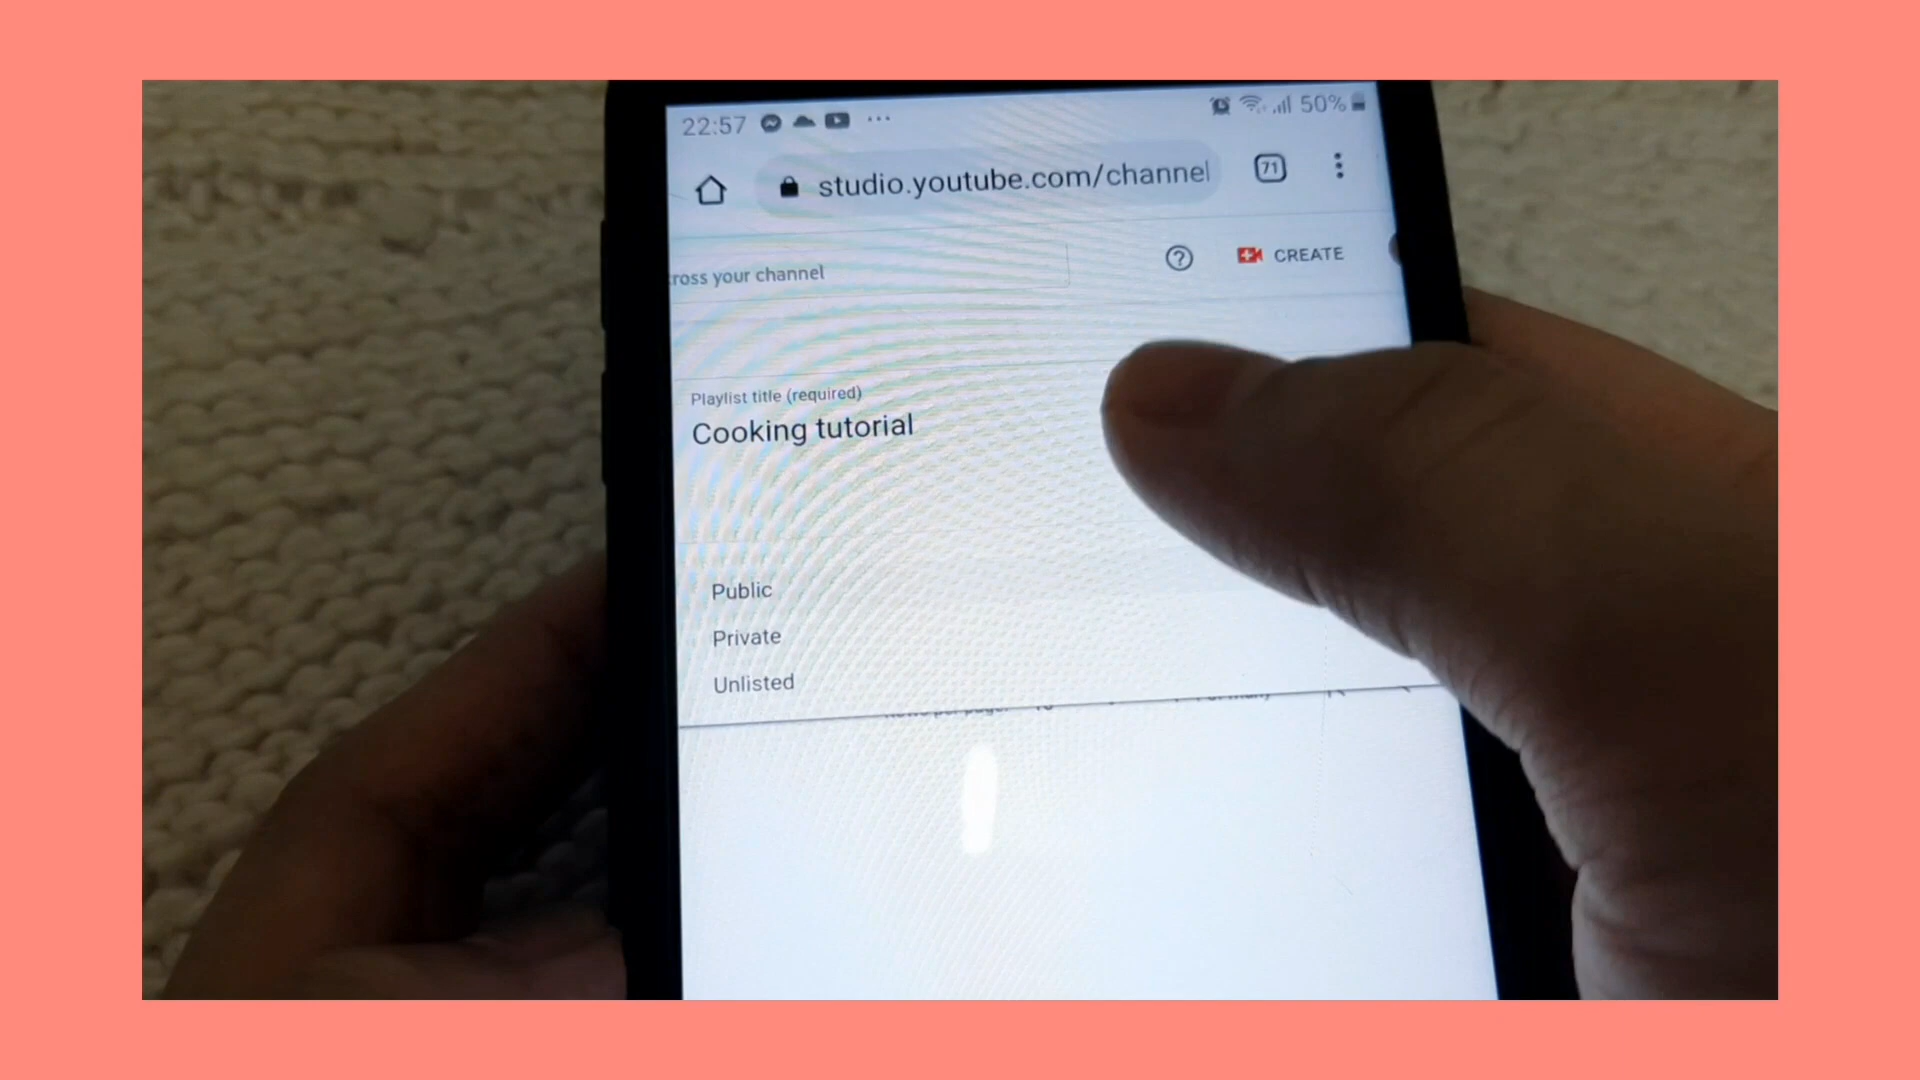 22:57 ... 50%
studio.youtube.com/channel 71
ross your channel
CREATE
Playlist title (required)
Cooking tutorial
Public
Private
Unlisted